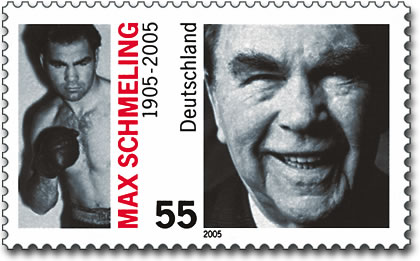 MAX SCHMELING
1905-2005
Deutschland
55
2005